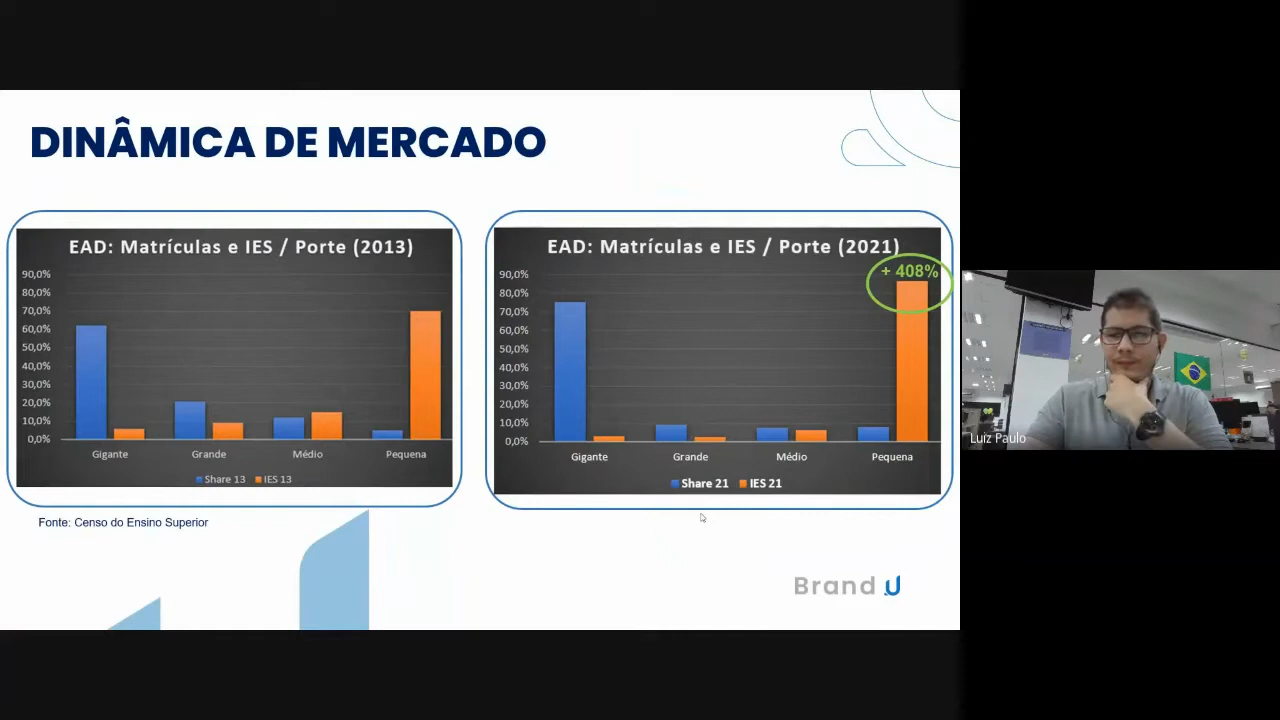 DINÂMICA DE MERCADO
EAD: Matrículas e IES / Porte (2013)
90,0%
80,0%
70,0%
60,0%
50,0%
40,0%
30,0%
20,0%
10,0%
0,0%
Gigante Grande Médio Pequena
Share 13 IES 13
EAD: Matrículas e IES / Porte (2021)
+ 408%
90,0%
80,0%
70,0%
60,0%
50,0%
40,0%
30,0%
20,0%
10,0%
0,0%
Gigante Grande Médio Pequena
Share 21 IES 21
Fonte: Censo do Ensino Superior
Brand U
Luiz Paulo